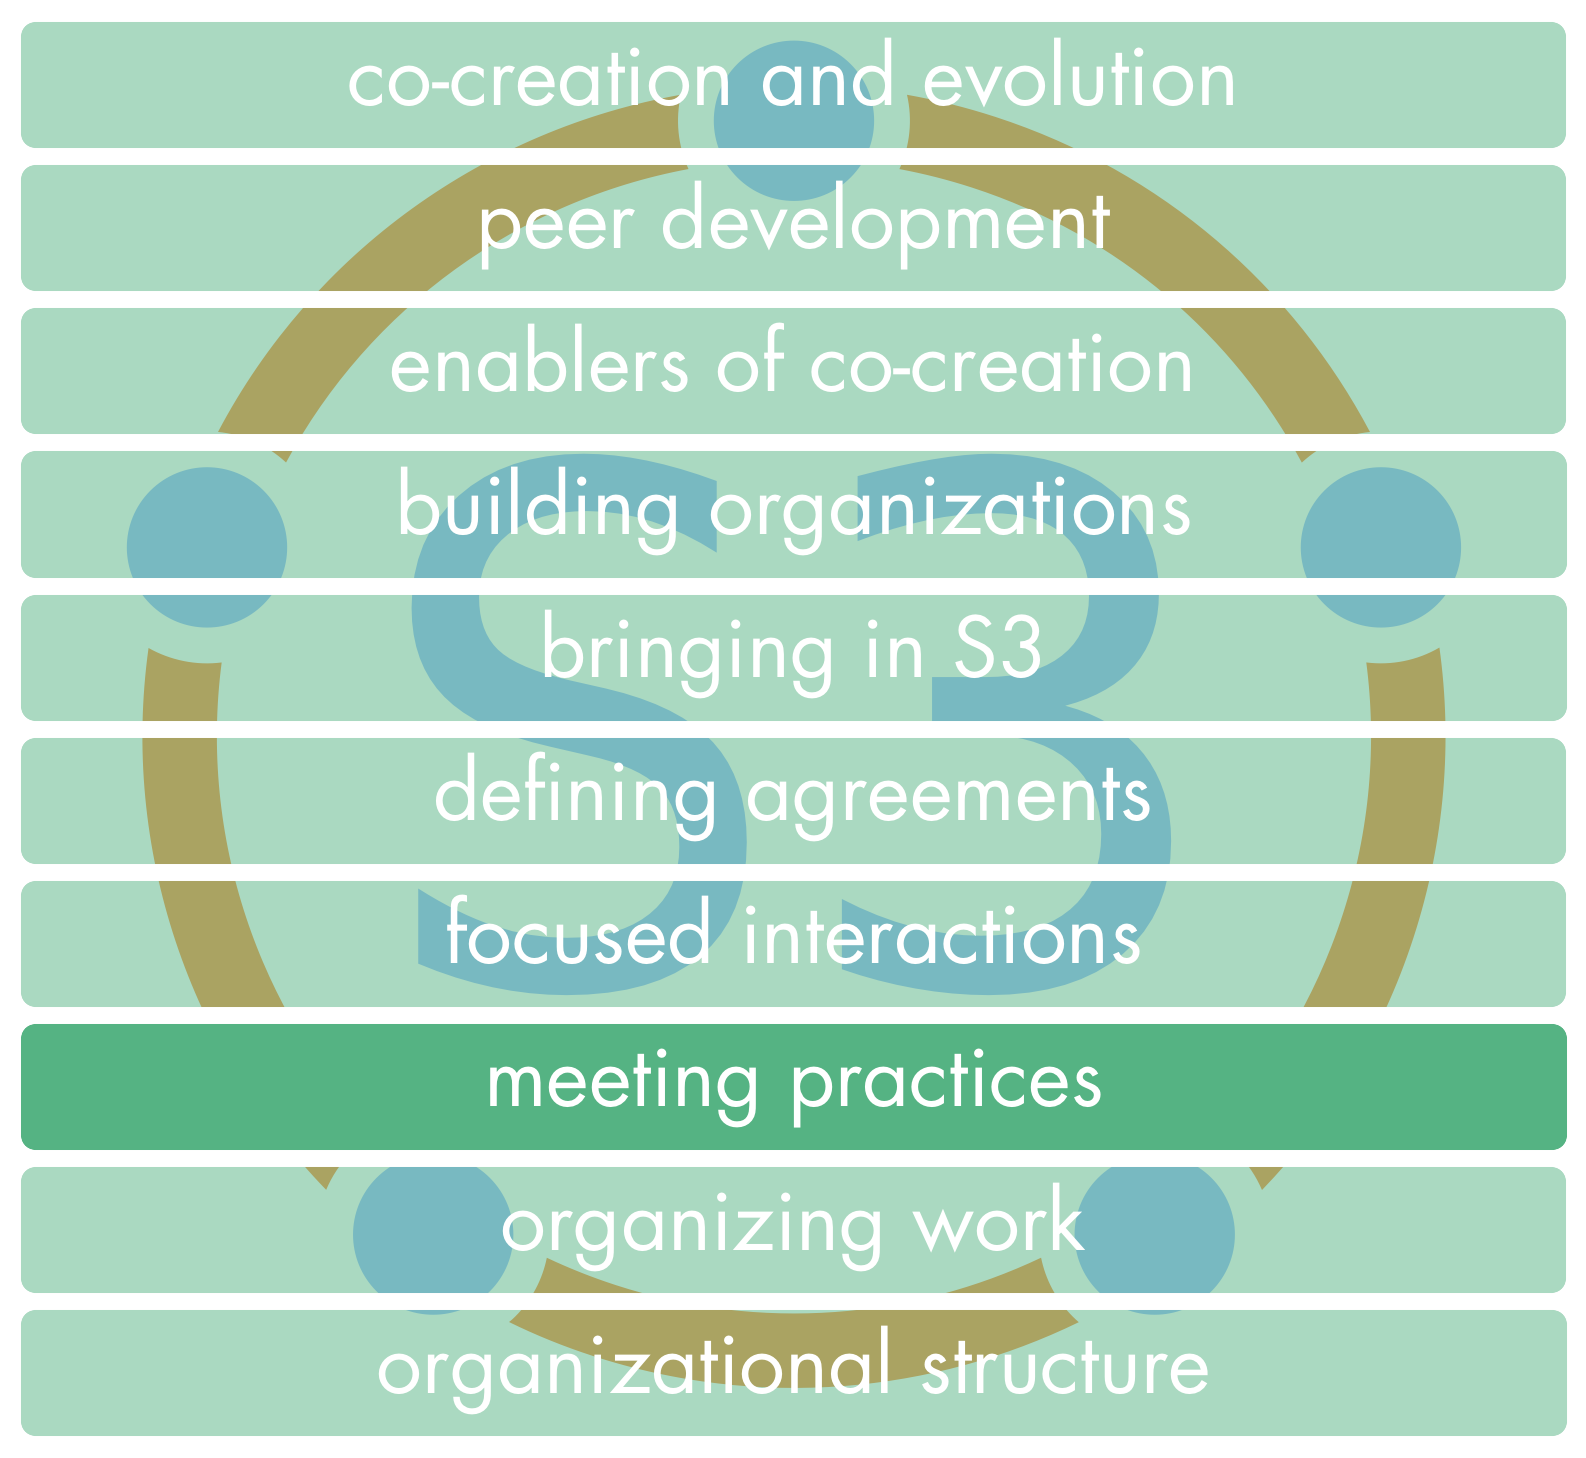 co-creation and evolution
peer development
enablers of co-creation
building organizations
S3
bringing in S3
defining agreements
focused interactions
meeting practices
organizing work
organizational structure